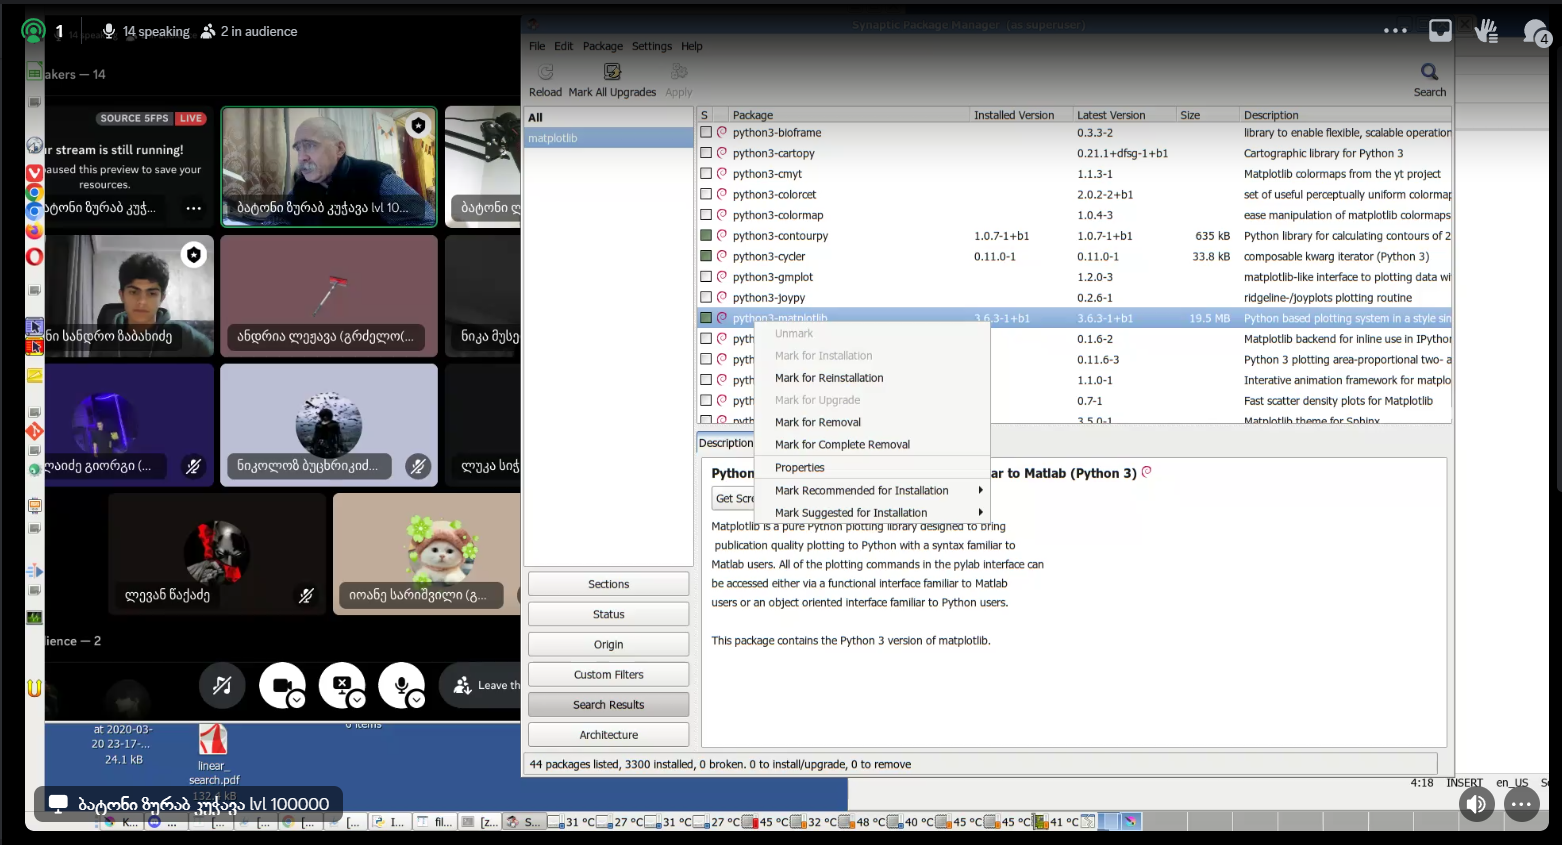 1 14 speaking 2 in audience
4
akers — 14
SOURCE 5FPS LIVE
r stream is still running!
aused this preview to save your
resources.
ატონი ზურაბ კუჭ...
ბატონი ზურაბ კუჭავა lvl 10...
ნი სანდრო ზაბახიძე
ანდრია ლეჟავა (გრძელო(...
ნიკა მუსე
ლაიძე გიორგი (...
ნიკოლოზ ბუცხრიკიძ...
ლუკა სიჭ
ლევან წაქაძე
იოანე სარიშვილი (გ...
ience — 2
Leave th
at 2020-03-
20 23-17-...
24.1 kB
linear_
search.pdf
132.4 kB
6 items
ბატონი ზურაბ კუჭავა lvl 100000
Synaptic Package Manager (as superuser)
File Edit Package Settings Help
Reload Mark All Upgrades Apply Search
All
matplotlib
S Package Installed Version Latest Version Size Description
python3-bioframe 0.3.3-2 library to enable flexible, scalable operation
python3-cartopy 0.21.1+dfsg-1+b1 Cartographic library for Python 3
python3-cmyt 1.1.3-1 Matplotlib colormaps from the yt project
python3-colorcet 2.0.2-2+b1 set of useful perceptually uniform colormap
python3-colormap 1.0.4-3 ease manipulation of matplotlib colormaps
python3-contourpy 1.0.7-1+b1 1.0.7-1+b1 635 kB Python library for calculating contours of 2
python3-cycler 0.11.0-1 0.11.0-1 33.8 kB composable kwarg iterator (Python 3)
python3-gmplot 1.2.0-3 matplotlib-like interface to plotting data wi
python3-joypy 0.2.6-1 ridgeline-/joyplots plotting routine
python3-matplotlib 3.6.3-1+b1 3.6.3-1+b1 19.5 MB Python based plotting system in a style sin
pyth 0.1.6-2 Matplotlib backend for inline use in IPythor
pyth 0.11.6-3 Python 3 plotting area-proportional two- a
pyth 1.1.0-1 Interative animation framework for matplo
pyth 0.7-1 Fast scatter density plots for Matplotlib
pyth 3.5.0-1 Matplotlib theme for Sphinx
Unmark
Mark for Installation
Mark for Reinstallation
Mark for Upgrade
Mark for Removal
Mark for Complete Removal
Properties
Mark Recommended for Installation
Mark Suggested for Installation
Description
Python ar to Matlab (Python 3)
Get Scre
Matplotlib is a pure Python plotting library designed to bring
publication quality plotting to Python with a syntax familiar to
Matlab users. All of the plotting commands in the pylab interface can
be accessed either via a functional interface familiar to Matlab
users or an object oriented interface familiar to Python users.
This package contains the Python 3 version of matplotlib.
Sections
Status
Origin
Custom Filters
Search Results
Architecture
44 packages listed, 3300 installed, 0 broken. 0 to install/upgrade, 0 to remove
4:18 INSERT en_US
K... ... [... [... [... [... I... fil... [z... S... 31 °C 27 °C 31 °C 27 °C 45 °C 32 °C 48 °C 40 °C 45 °C 45 °C 41 °C